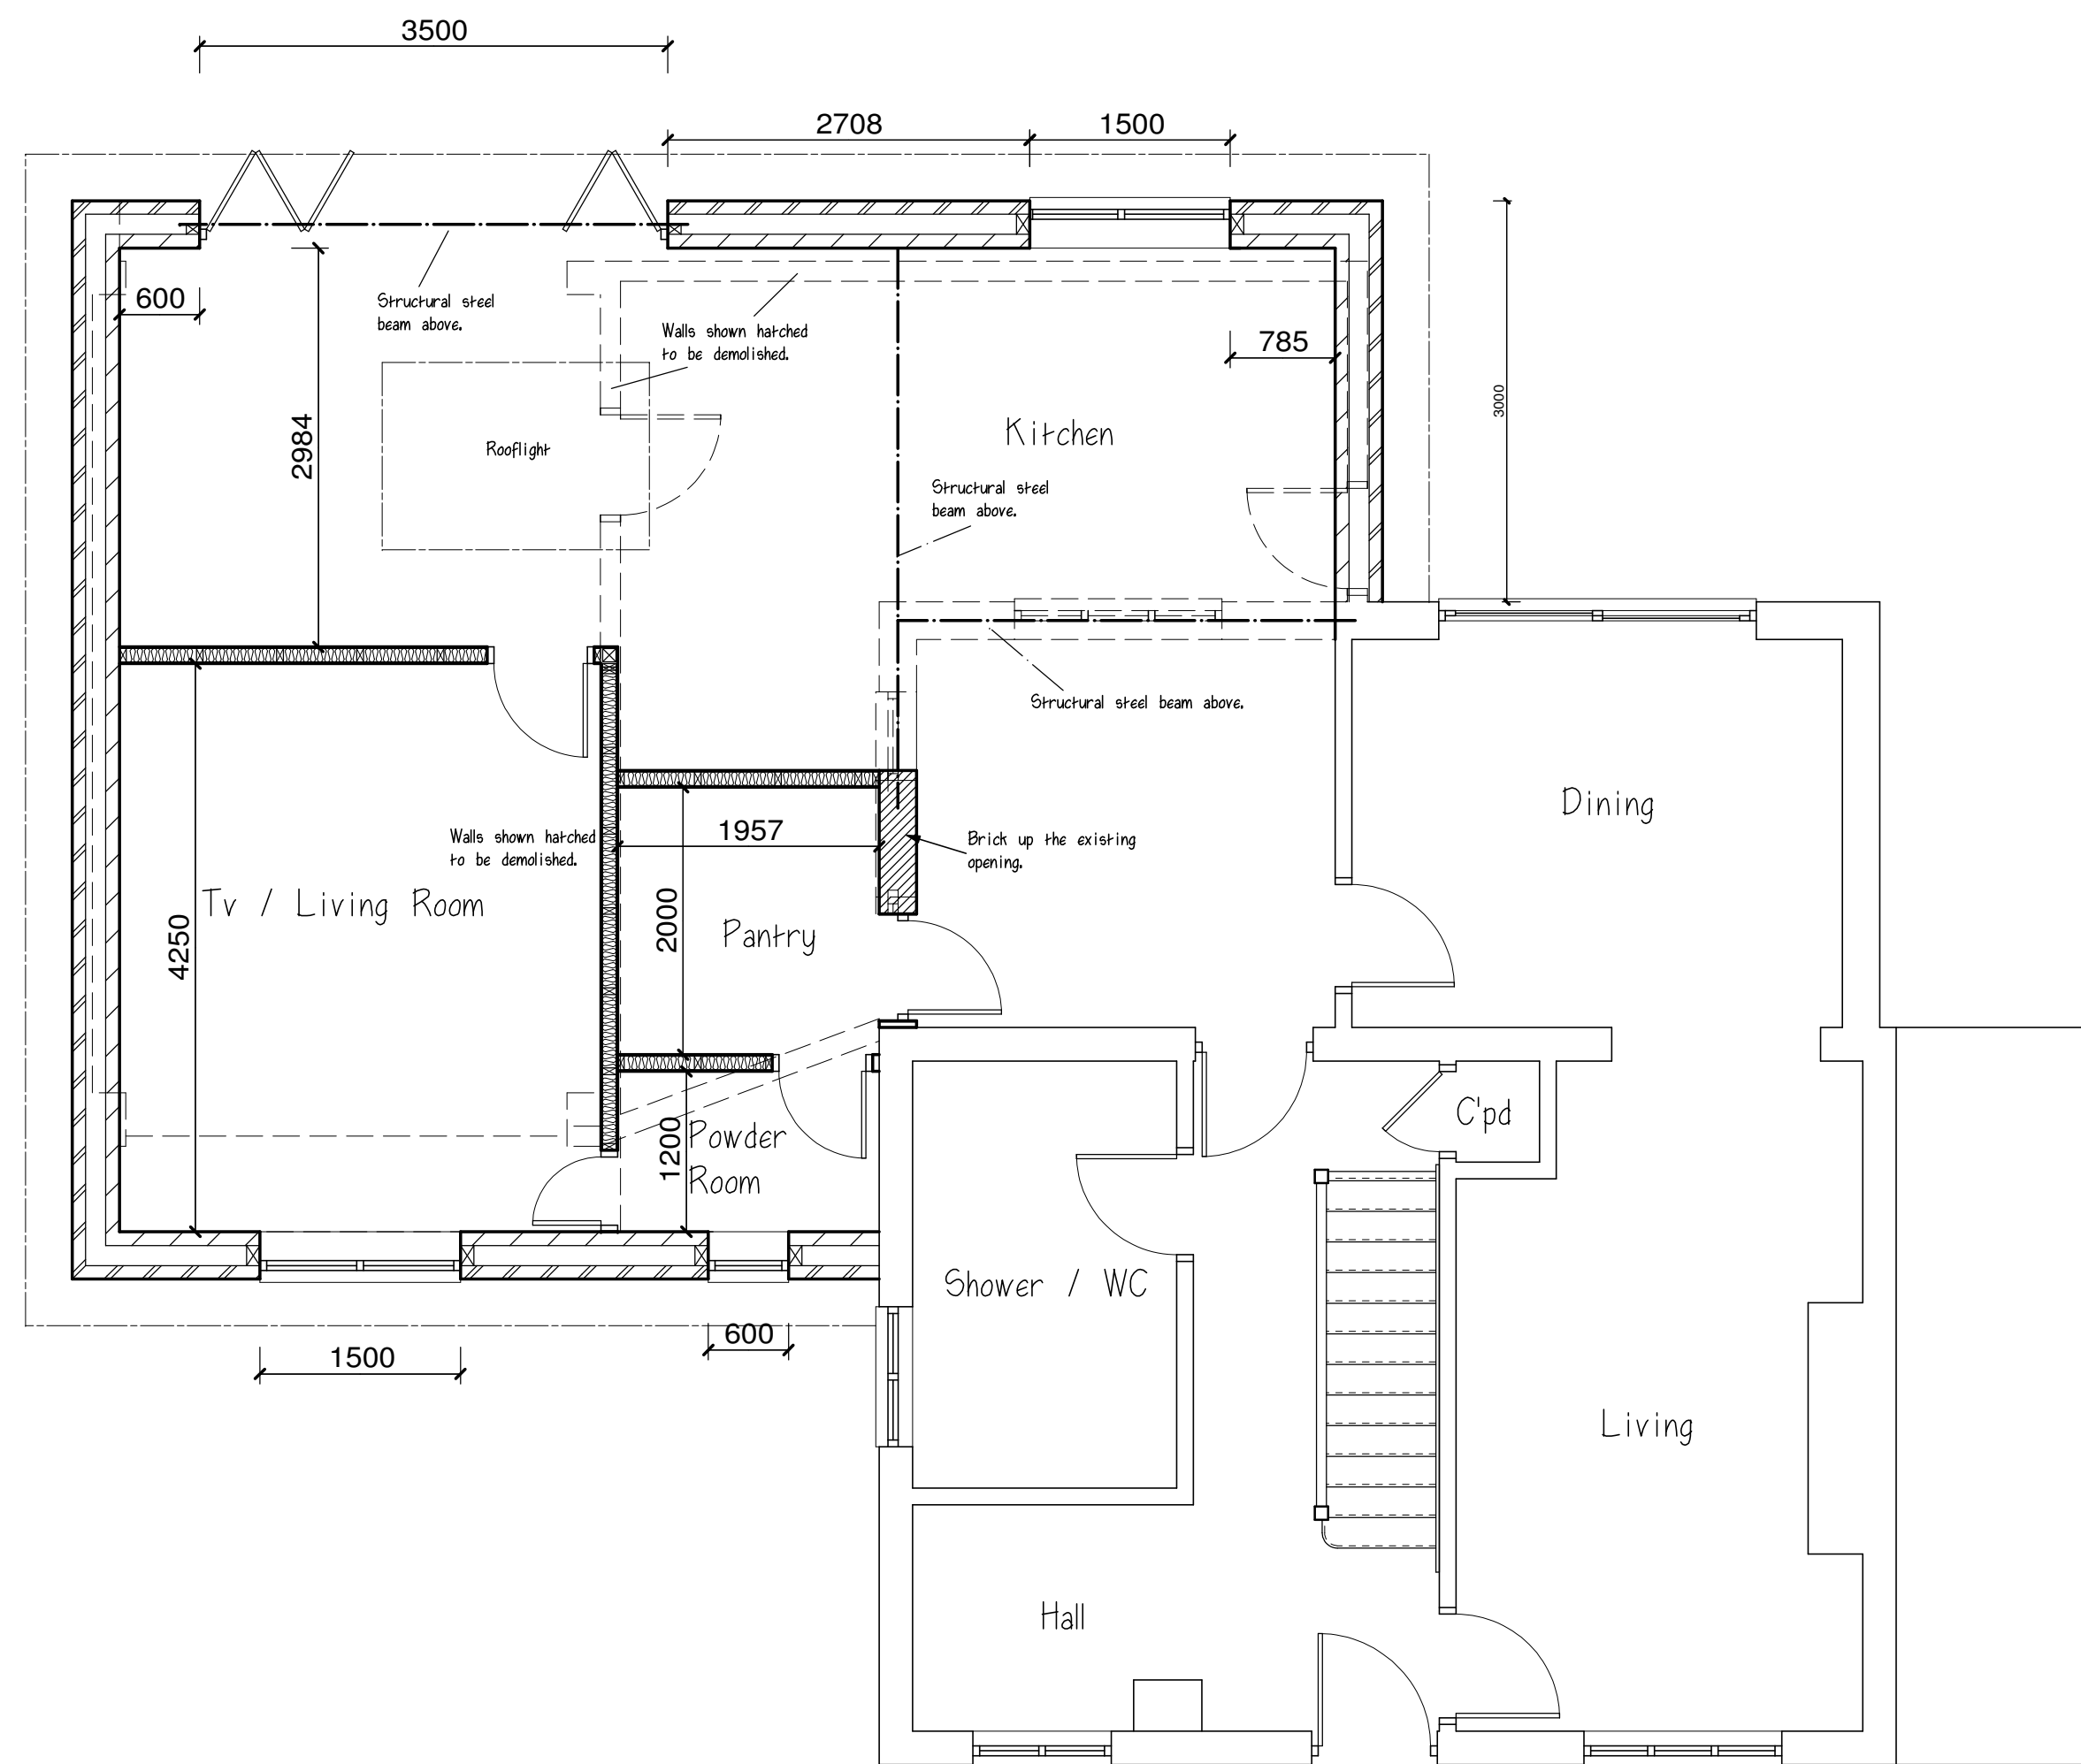 3500
2708
1500
600
Structural steel
beam above.
Walls shown hatched
to be demolished.
785
3000
2984
Rooflight
Kitchen
Structural steel
beam above.
Structural steel beam above.
Dining
1957
Walls shown hatched
to be demolished.
Brick up the existing
opening.
Tv / Living Room
4250
2000
Pantry
C'pd
1200
Powder
Room
Shower / WC
600
1500
Living
Hall